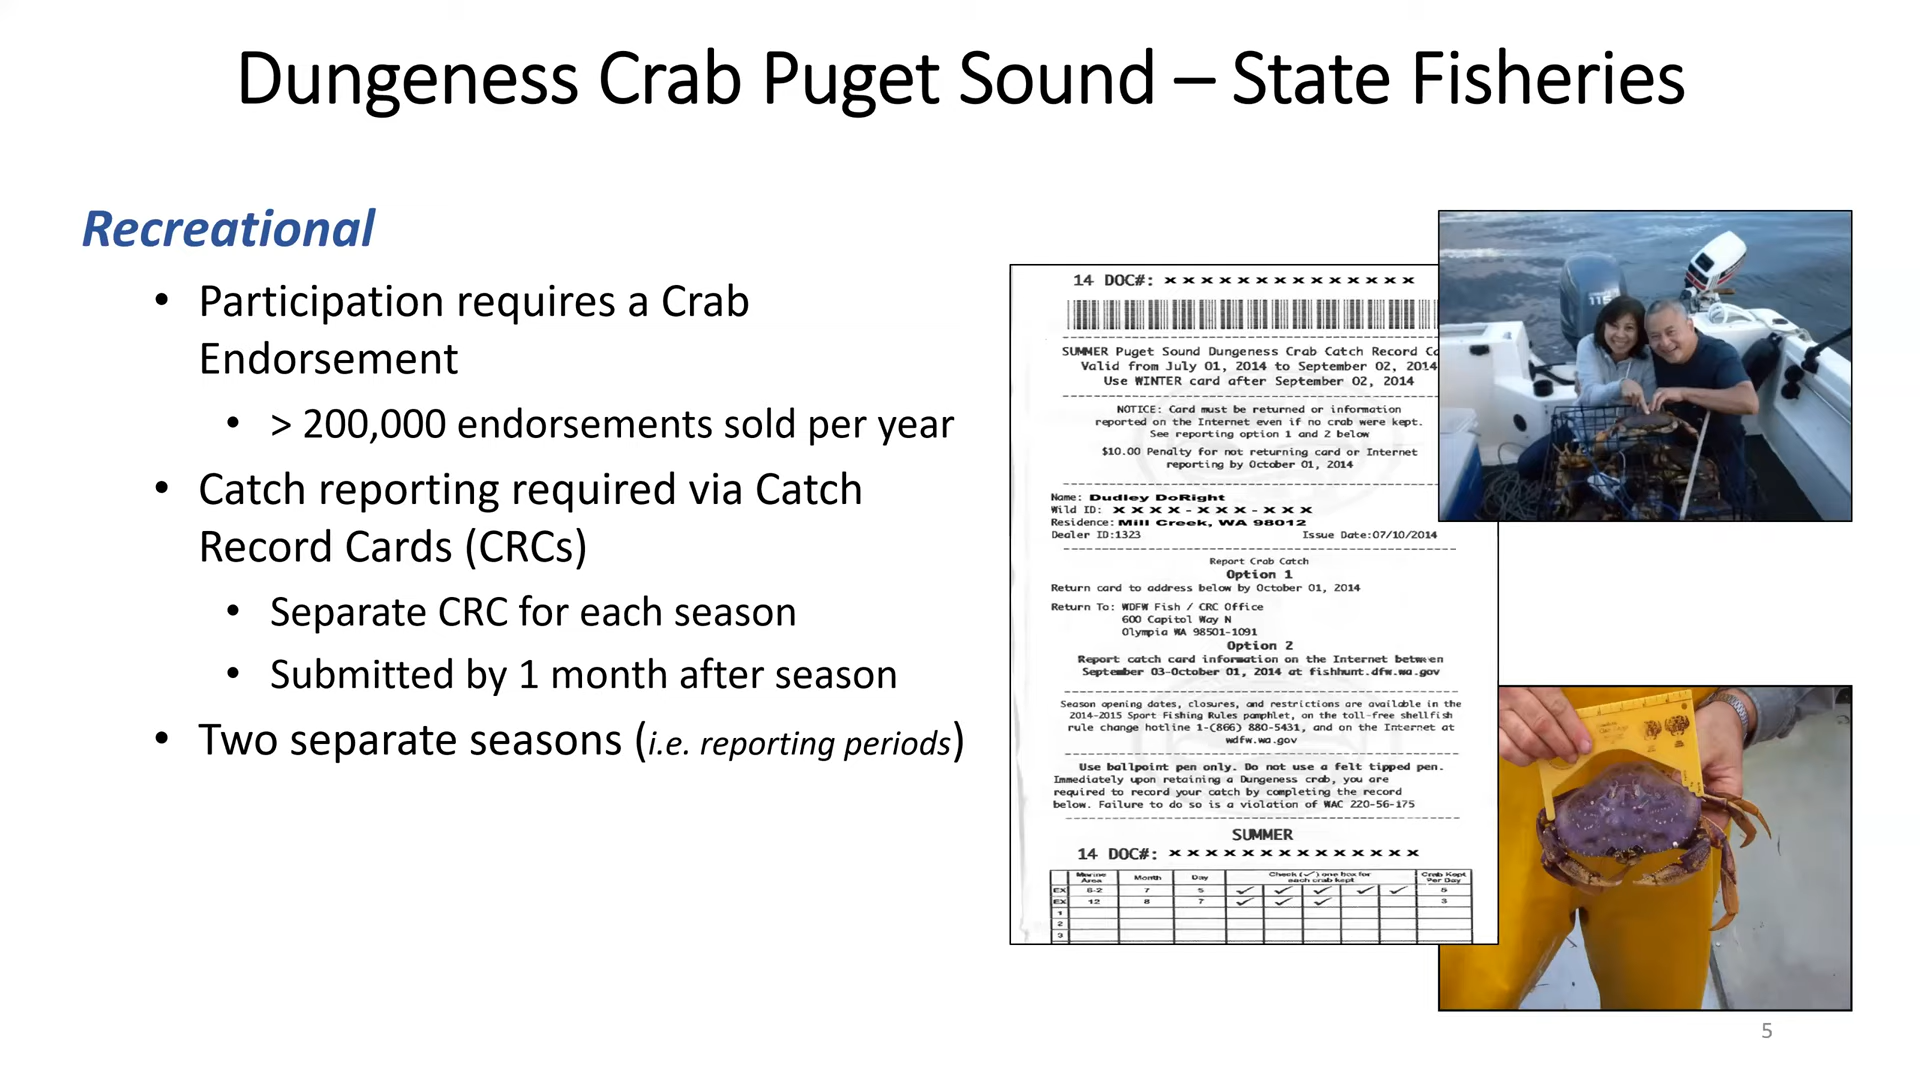 Dungeness Crab Puget Sound – State Fisheries
Recreational
• Participation requires a Crab
Endorsement
• > 200,000 endorsements sold per year
• Catch reporting required via Catch
Record Cards (CRCs)
• Separate CRC for each season
• Submitted by 1 month after season
• Two separate seasons (i.e. reporting periods)
14 DOC#: x x x x x x x x x x x x x x
SUMMER Puget Sound Dungeness Crab Catch Record
Valid from July 01, 2014 to September 02, 2014
Use WINTER card after September 02, 2014
NOTICE: Card must be returned or information
reported on the Internet even if no crab were kept.
See reporting option 1 and 2 below
$10.00 Penalty for not returning card or Internet
reporting by October 01, 2014
Name: Dudley DoRight
Wild ID: X X X X - X X X - X X X
Residence: Mill Creek, WA 98012
Dealer ID:1323 Issue Date:07/10/2014
Report Crab Catch
Option 1
Return card to address below by October 01, 2014
Return To: WDFW Fish / CRC Office
600 Capitol Way N
Olympia WA 98501-1091
Option 2
Report catch card information on the Internet between
September 03-October 01, 2014 at fishhunt.dfw.wa.gov
Season opening dates, closures, and restrictions are available in the
2014-2015 Sport Fishing Rules pamphlet, on the toll-free shellfish
rule change hotline 1-(866) 880-5431, and on the Internet at
wdfw.wa.gov
Use ballpoint pen only. Do not use a felt tipped pen.
Immediately upon retaining a Dungeness crab, you are
required to record your catch by completing the record
below. Failure to do so is a violation of WAC 220-56-175
SUMMER
14 DOC#: x x x x x x x x x x x x x x
Marine Area Month Day Check (✓) one box for each crab kept Crab Kept Per Day
EX 8-2 7 5 ✓ ✓ ✓ ✓ ✓ 5
EX 12 8 7 ✓ ✓ ✓ 3
1
2
3
115
5